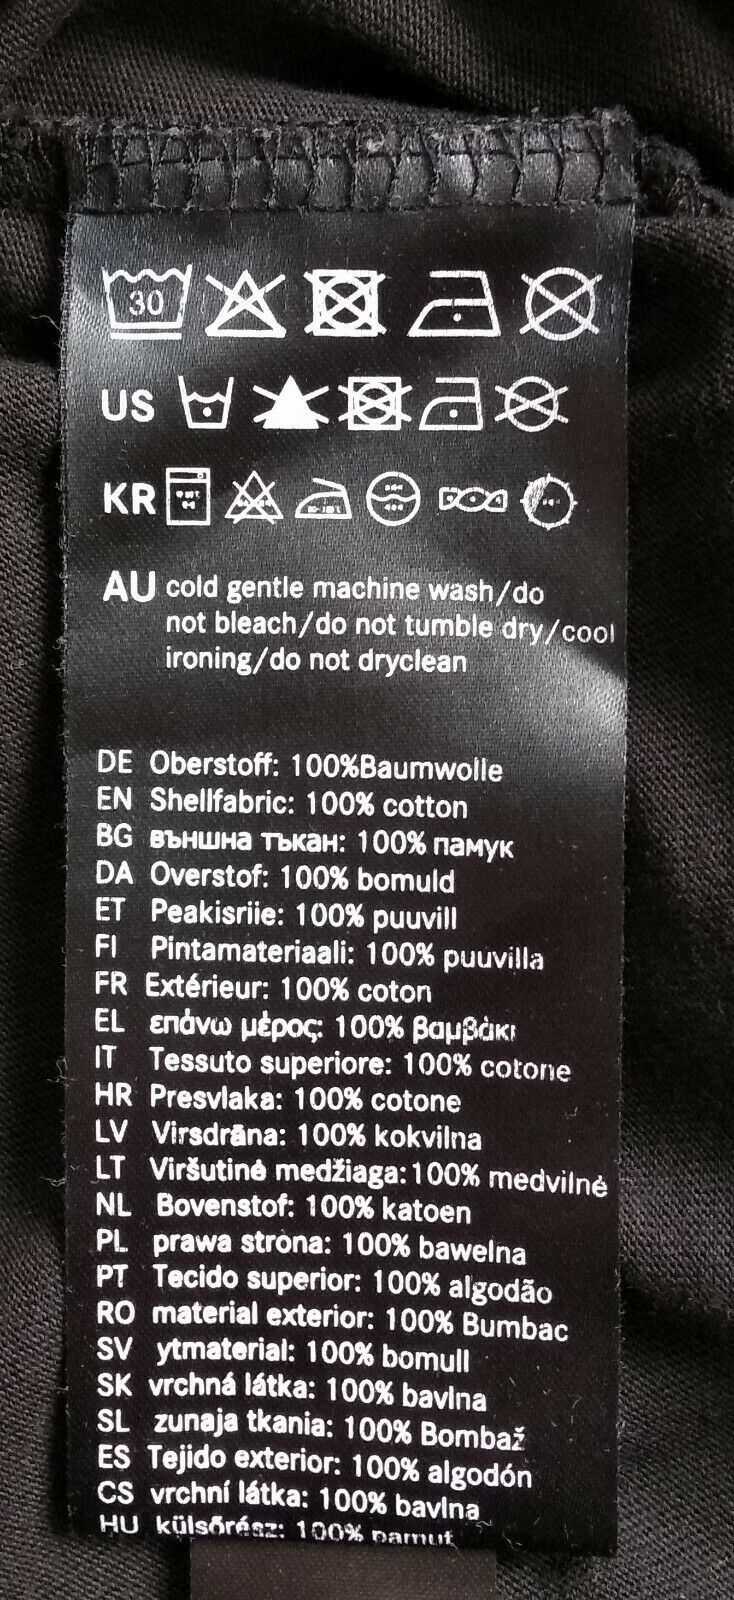 30
US
KR
AU cold gentle machine wash/do
not bleach/do not tumble dry/cool
ironing/do not dryclean
DE Oberstoff: 100%Baumwolle
EN Shellfabric: 100% cotton
BG външна тъкан: 100% памук
DA Overstof: 100% bomuld
ET Peakisriie: 100% puuvill
FI Pintamateriaali: 100% puuvilla
FR Extérieur: 100% coton
EL επάνω μέρος: 100% βαμβάκι
IT Tessuto superiore: 100% cotone
HR Presvlaka: 100% cotone
LV Virsdrāna: 100% kokvilna
LT Viršutinė medžiaga: 100% medvilnė
NL Bovenstof: 100% katoen
PL prawa strona: 100% bawelna
PT Tecido superior: 100% algodão
RO material exterior: 100% Bumbac
SV ytmaterial: 100% bomull
SK vrchná látka: 100% bavlna
SL zunaja tkania: 100% Bombaž
ES Tejido exterior: 100% algodón
CS vrchní látka: 100% bavlna
HU külsőrész: 100% pamut